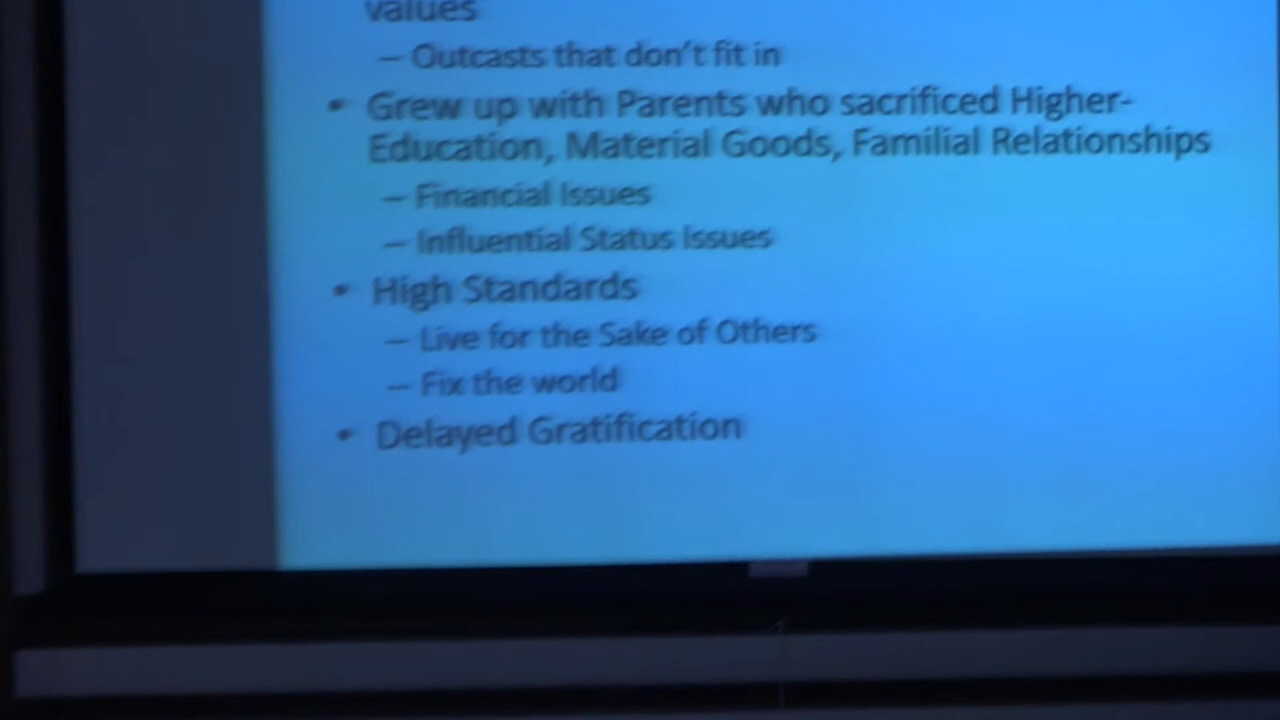 values
– Outcasts that don't fit in
• Grew up with Parents who sacrificed Higher-
Education, Material Goods, Familial Relationships
– Financial Issues
– Influential Status Issues
• High Standards
– Live for the Sake of Others
– Fix the world
• Delayed Gratification